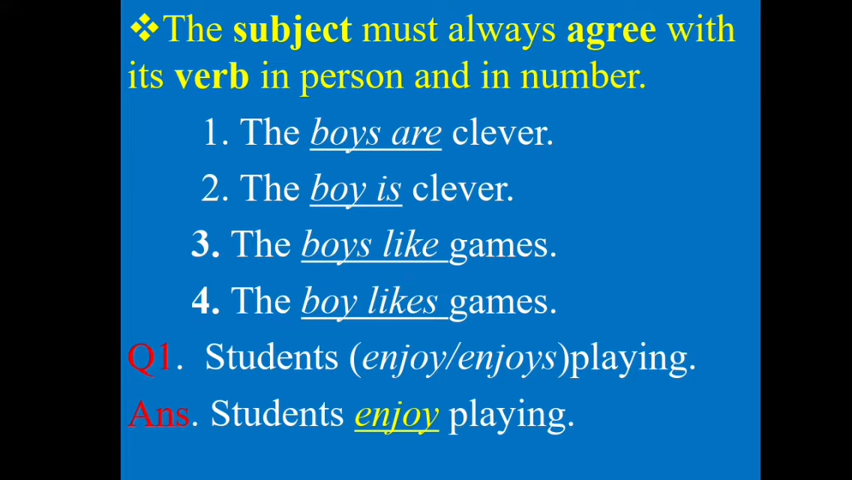 ❖The subject must always agree with
its verb in person and in number.
1. The boys are clever.
2. The boy is clever.
3. The boys like games.
4. The boy likes games.
Q1. Students (enjoy/enjoys)playing.
Ans. Students enjoy playing.